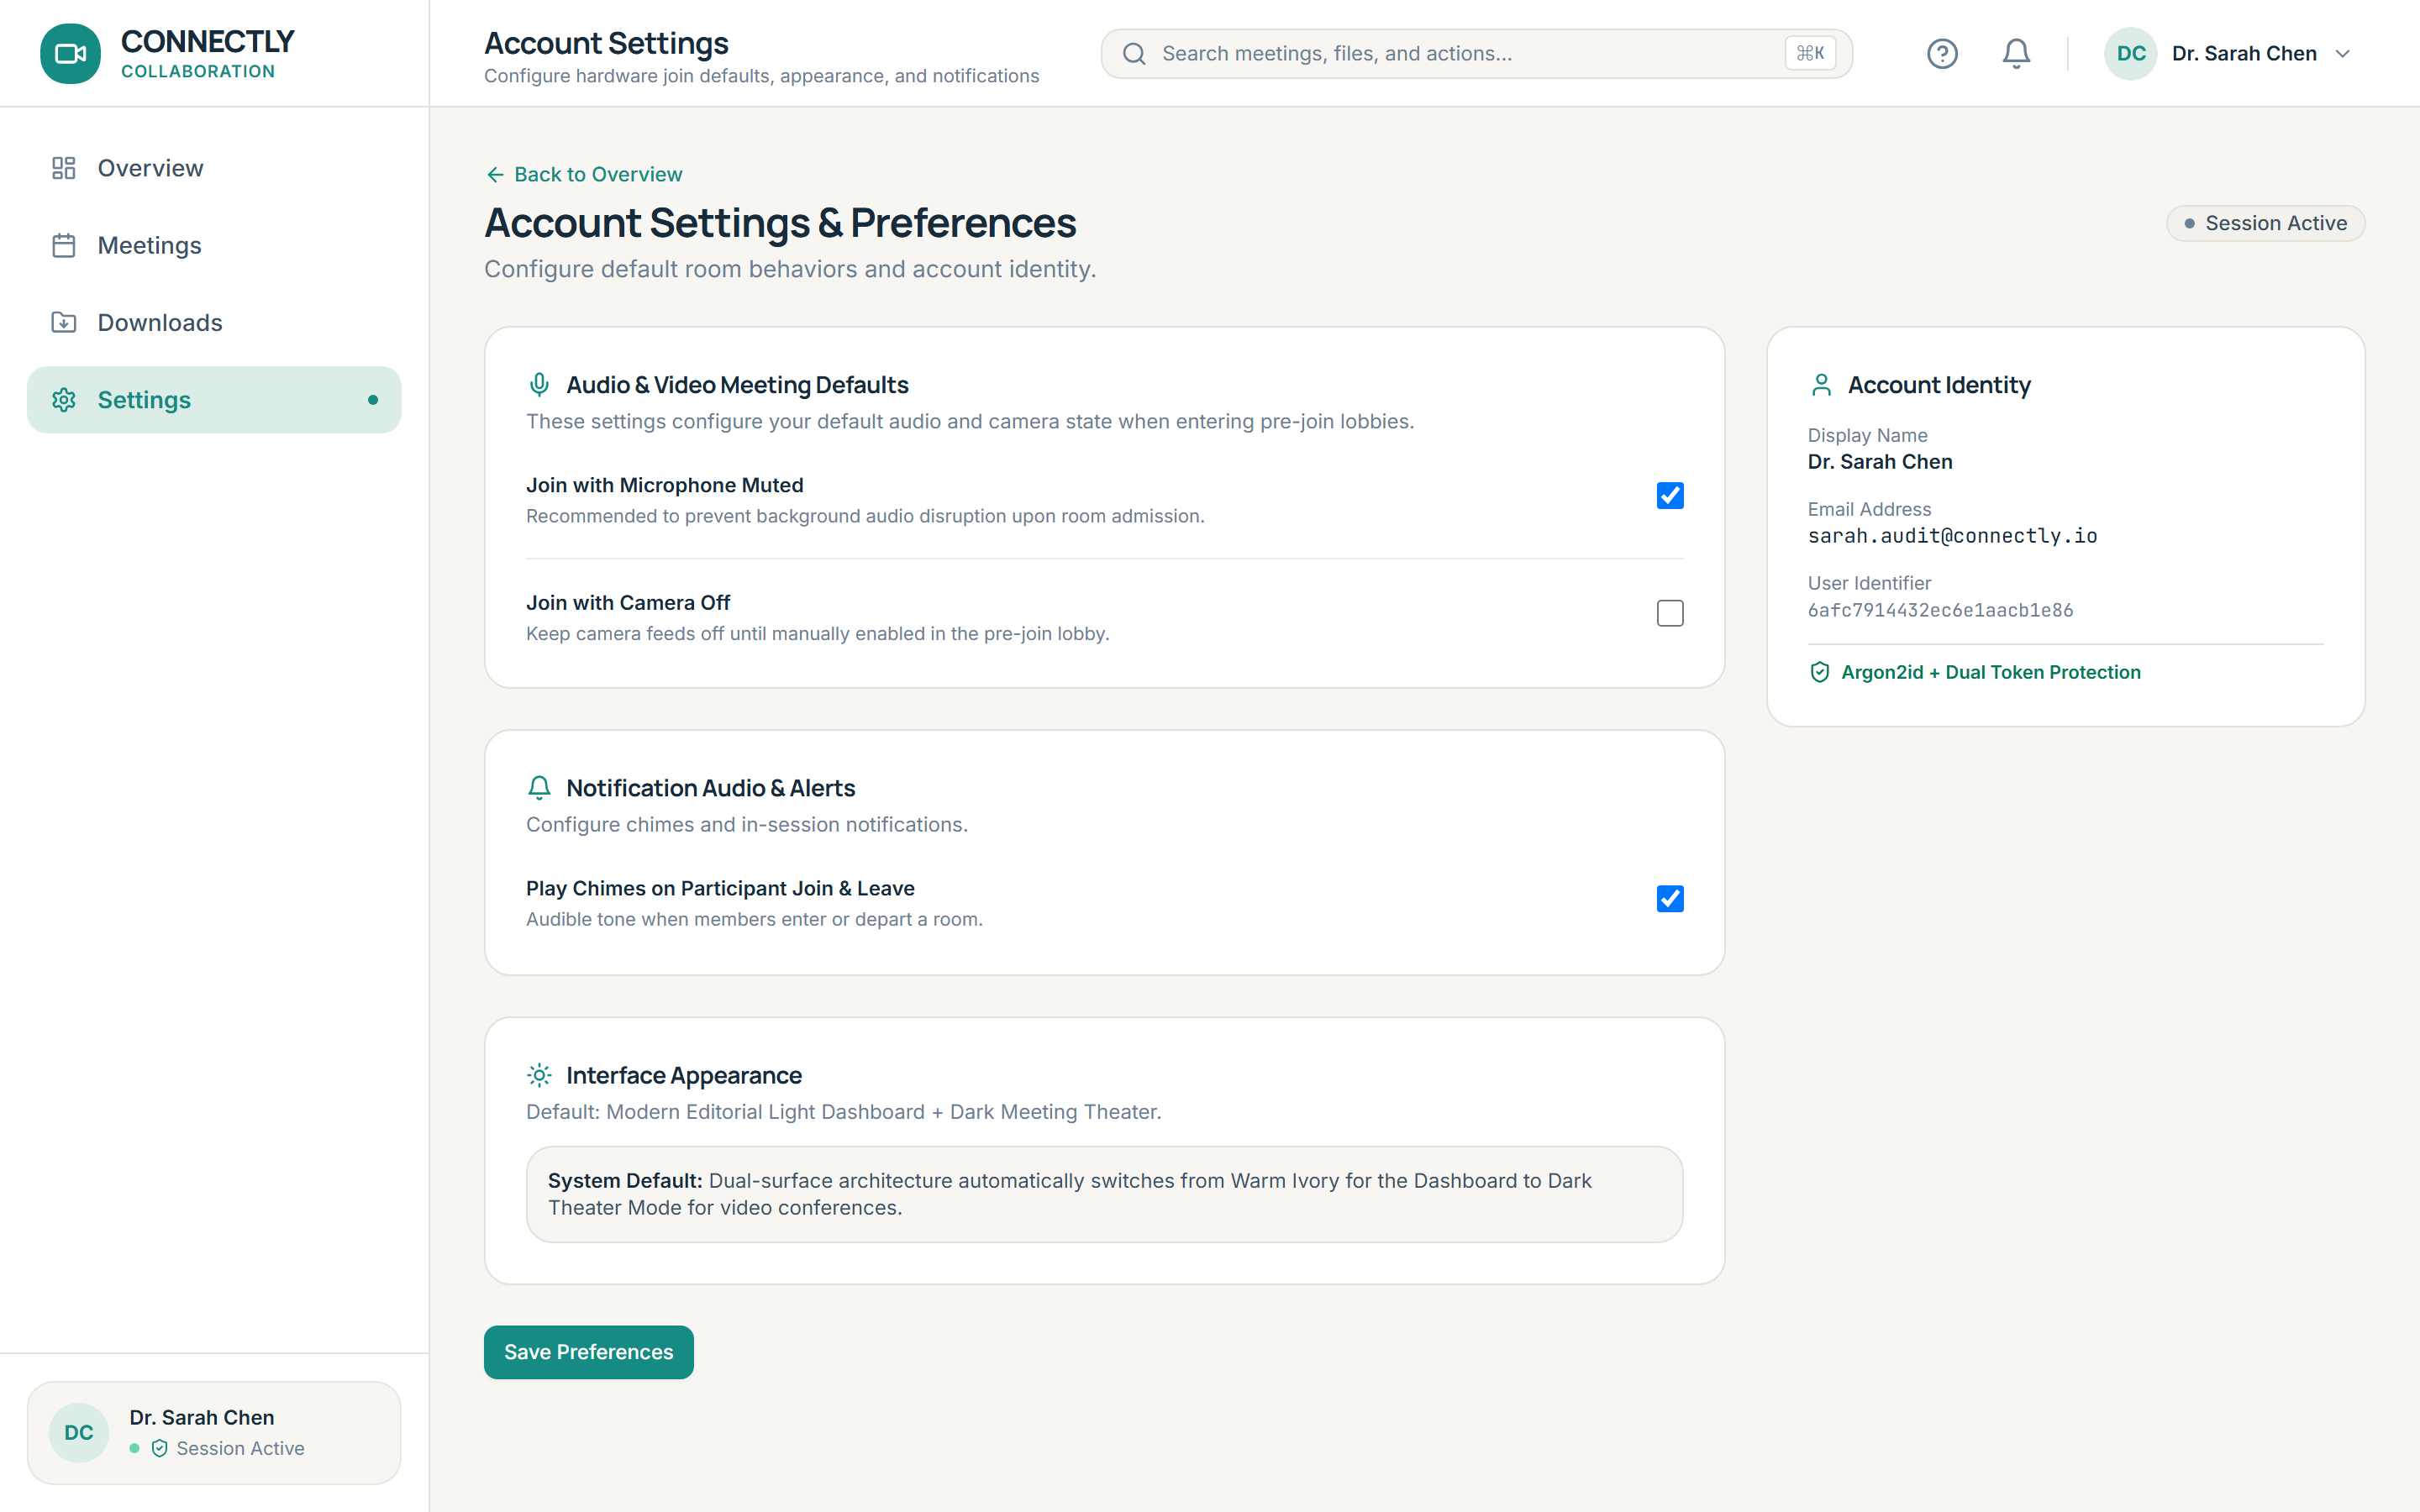 CONNECTLY
COLLABORATION
Overview
Meetings
Downloads
Settings
DC
Dr. Sarah Chen
Session Active
Account Settings
Configure hardware join defaults, appearance, and notifications
Search meetings, files, and actions...
⌘K
DC
Dr. Sarah Chen
Back to Overview
Account Settings & Preferences
Configure default room behaviors and account identity.
Session Active
Audio & Video Meeting Defaults
These settings configure your default audio and camera state when entering pre-join lobbies.
Join with Microphone Muted
Recommended to prevent background audio disruption upon room admission.
Join with Camera Off
Keep camera feeds off until manually enabled in the pre-join lobby.
Notification Audio & Alerts
Configure chimes and in-session notifications.
Play Chimes on Participant Join & Leave
Audible tone when members enter or depart a room.
Interface Appearance
Default: Modern Editorial Light Dashboard + Dark Meeting Theater.
System Default: Dual-surface architecture automatically switches from Warm Ivory for the Dashboard to Dark
Theater Mode for video conferences.
Save Preferences
Account Identity
Display Name
Dr. Sarah Chen
Email Address
sarah.audit@connectly.io
User Identifier
6afc7914432ec6e1aacb1e86
Argon2id + Dual Token Protection